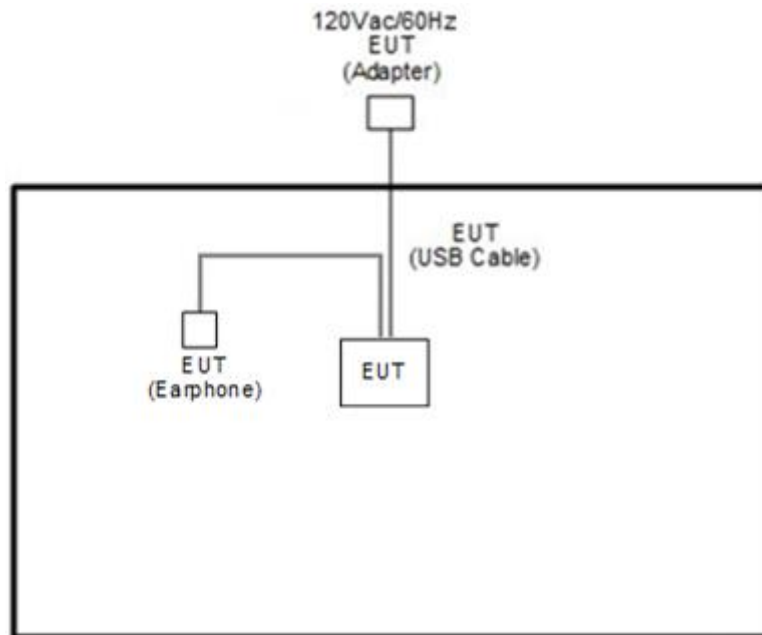 120Vac/60Hz
EUT
(Adapter)
EUT
(USB Cable)
EUT
(Earphone)
EUT